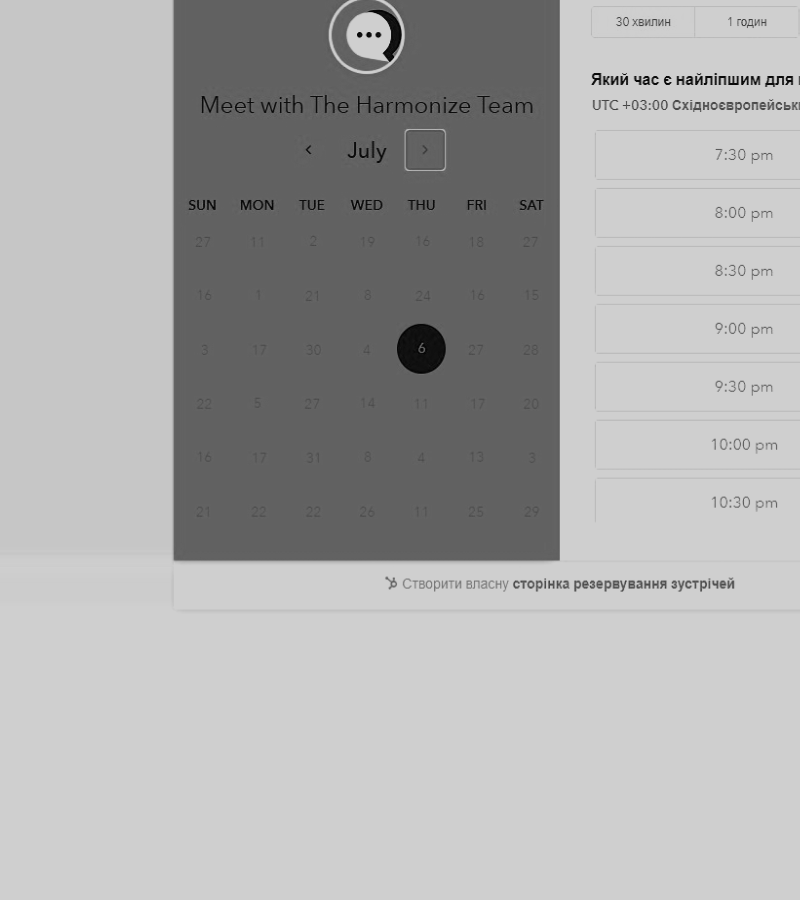 30 хвилин 1 годин
Meet with The Harmonize Team
July
Який час є найліпшим для
UTC +03:00
SUN MON TUE WED THU FRI SAT
27 11 2 19 16 18 27
16 1 21 8 24 16 15
3 17 30 4 6 27 28
22 5 27 14 11 17 20
16 17 31 8 4 13 3
21 22 22 26 11 25 29
7:30 pm
8:00 pm
8:30 pm
9:00 pm
9:30 pm
10:00 pm
10:30 pm
Створити власну сторінка резервування зустрічей